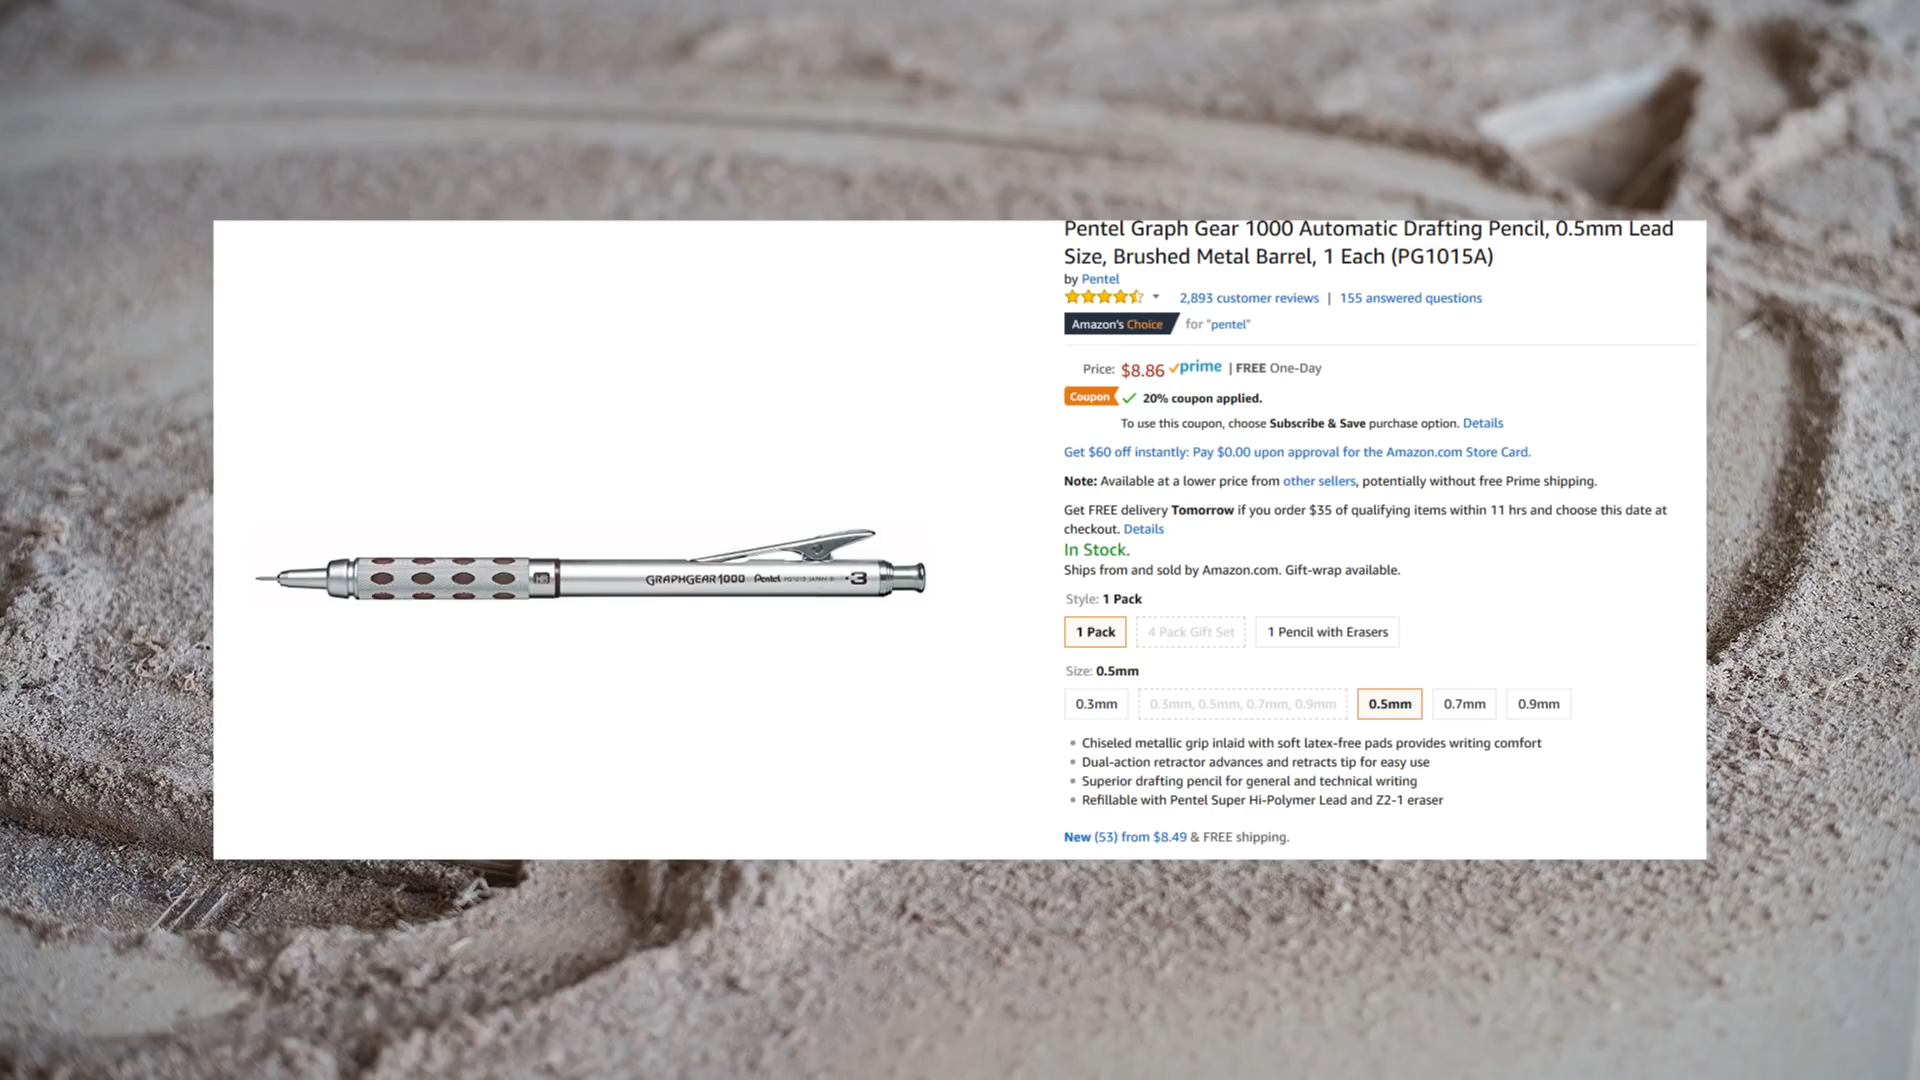 Pentel Graph Gear 1000 Automatic Drafting Pencil, 0.5mm Lead
Size, Brushed Metal Barrel, 1 Each (PG1015A)
by Pentel
2,893 customer reviews | 155 answered questions
Amazon's Choice for "pentel"
Price: $8.86 prime | FREE One-Day
Coupon 20% coupon applied.
To use this coupon, choose Subscribe & Save purchase option. Details
Get $60 off instantly: Pay $0.00 upon approval for the Amazon.com Store Card.
Note: Available at a lower price from other sellers, potentially without free Prime shipping.
Get FREE delivery Tomorrow if you order $35 of qualifying items within 11 hrs and choose this date at
checkout. Details
In Stock.
Ships from and sold by Amazon.com. Gift-wrap available.
Style: 1 Pack
1 Pack 4 Pack Gift Set 1 Pencil with Erasers
Size: 0.5mm
0.3mm 0.3mm, 0.5mm, 0.7mm, 0.9mm 0.5mm 0.7mm 0.9mm
Chiseled metallic grip inlaid with soft latex-free pads provides writing comfort
Dual-action retractor advances and retracts tip for easy use
Superior drafting pencil for general and technical writing
Refillable with Pentel Super Hi-Polymer Lead and Z2-1 eraser
New (53) from $8.49 & FREE shipping.
HB GRAPHGEAR 1000 Pentel PG1013 JAPAN ·3